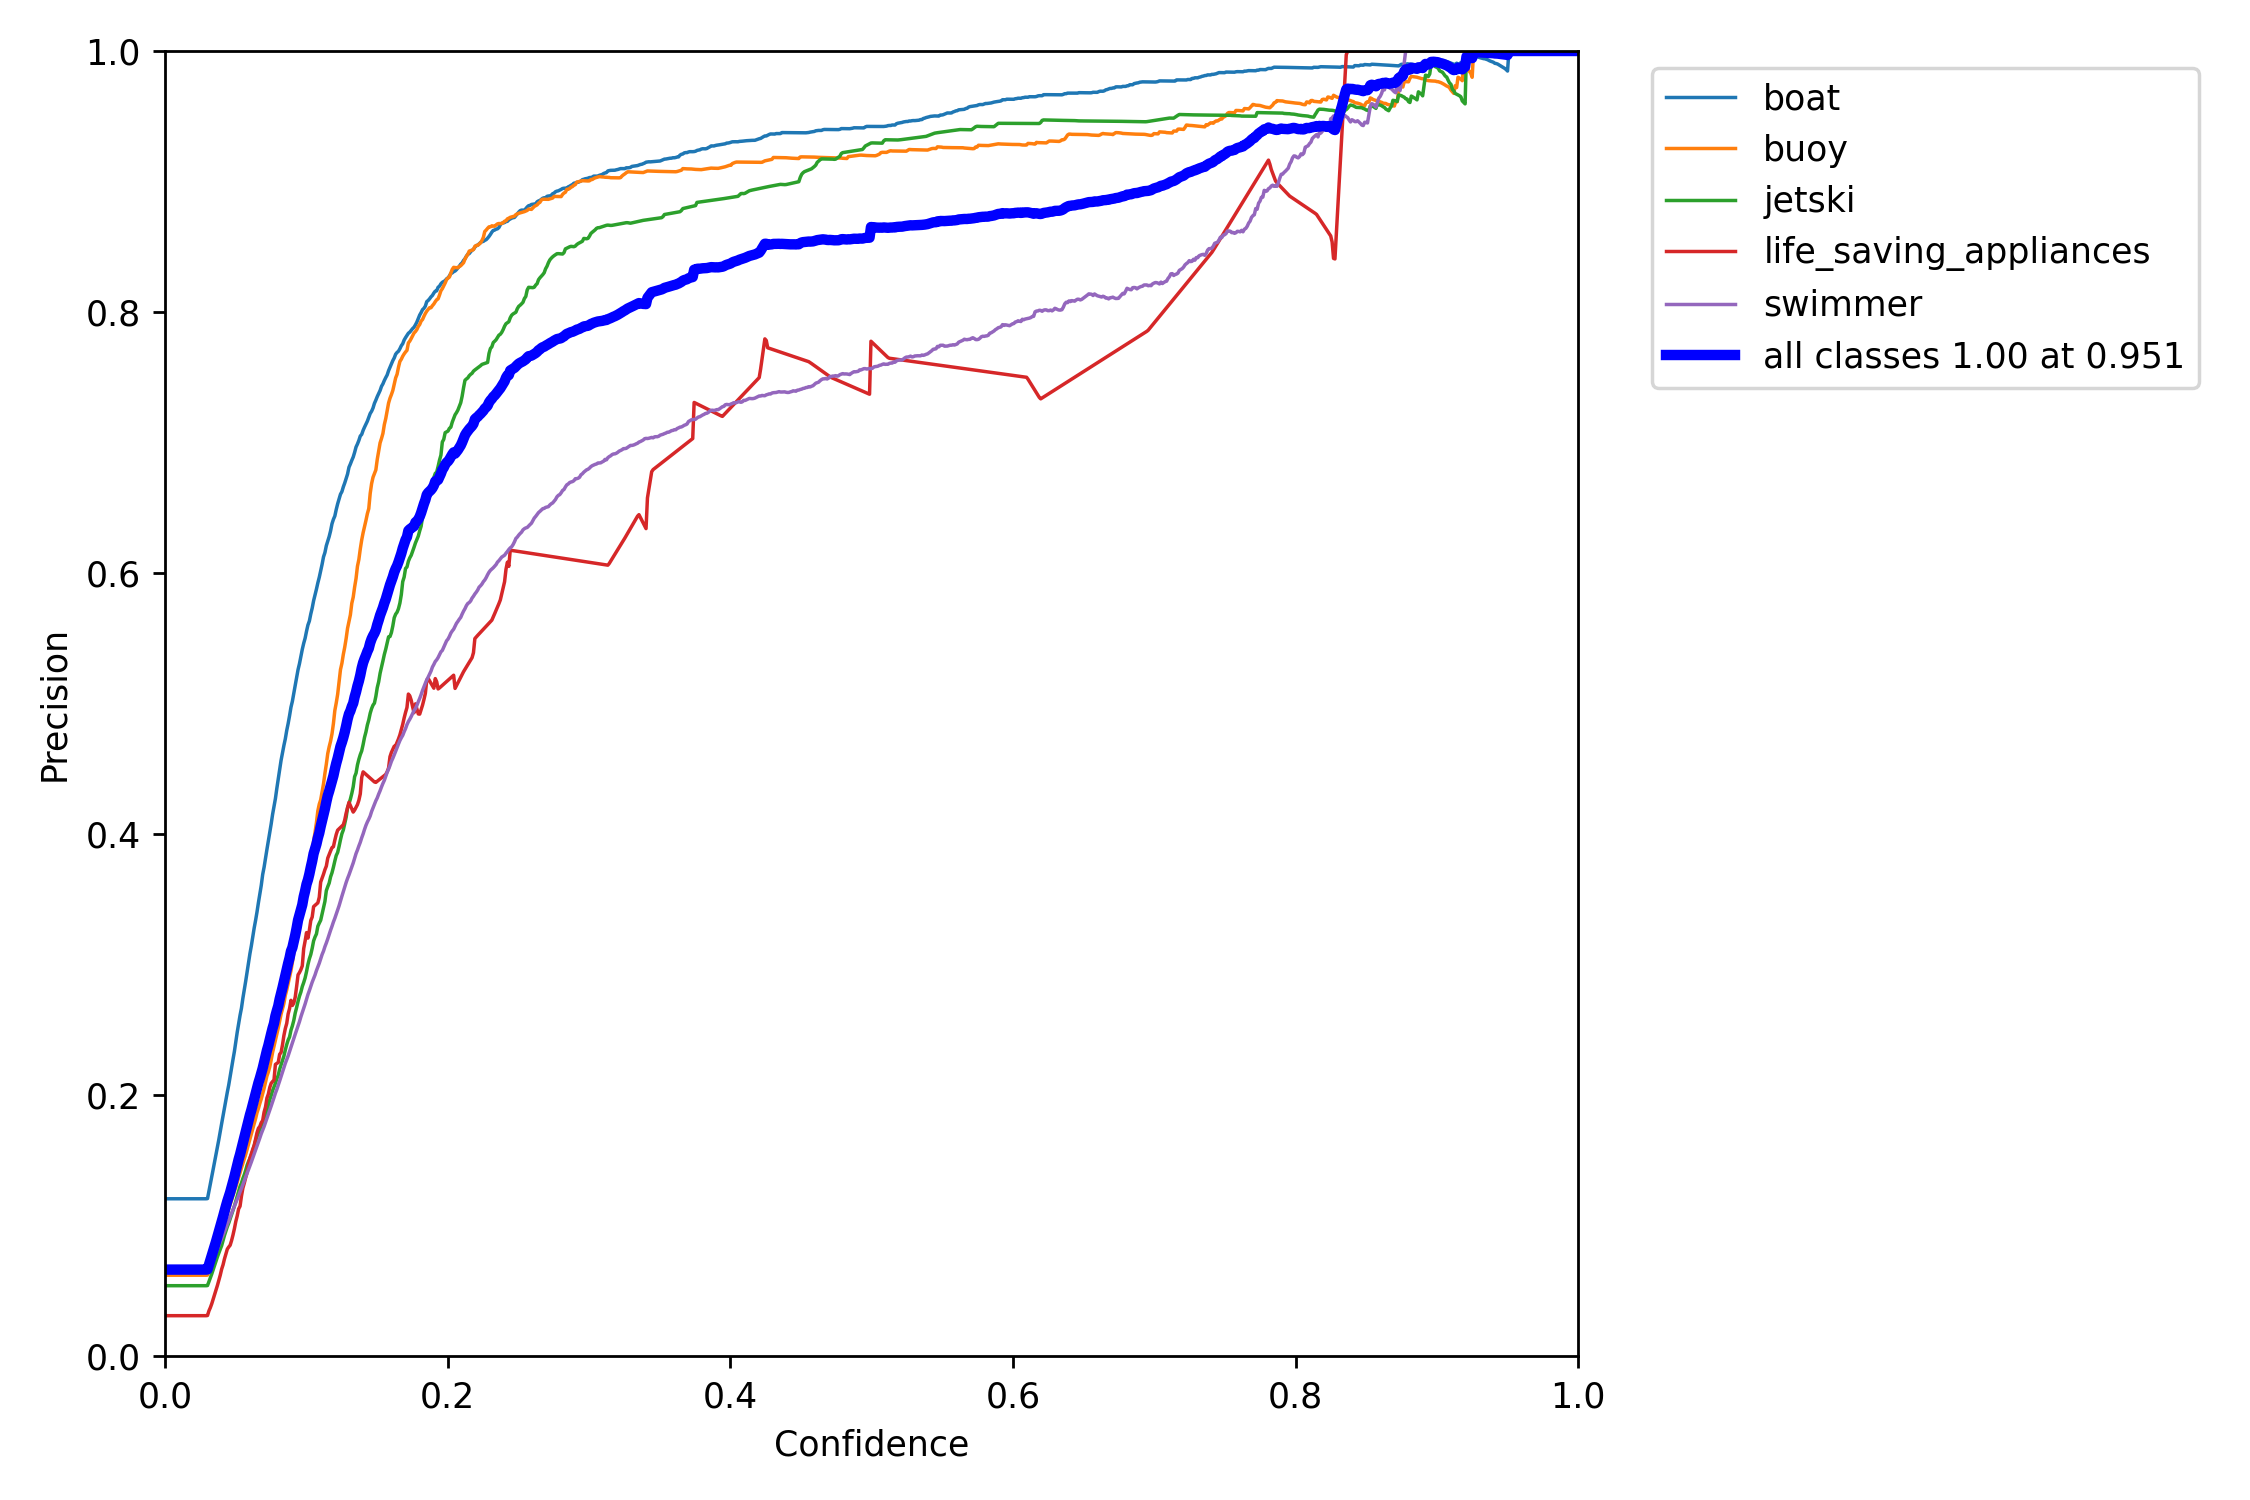 1.0
0.8
0.6
0.4
0.2
0.0
Precision
0.0 0.2 0.4 0.6 0.8 1.0
Confidence
boat
buoy
jetski
life_saving_appliances
swimmer
all classes 1.00 at 0.951